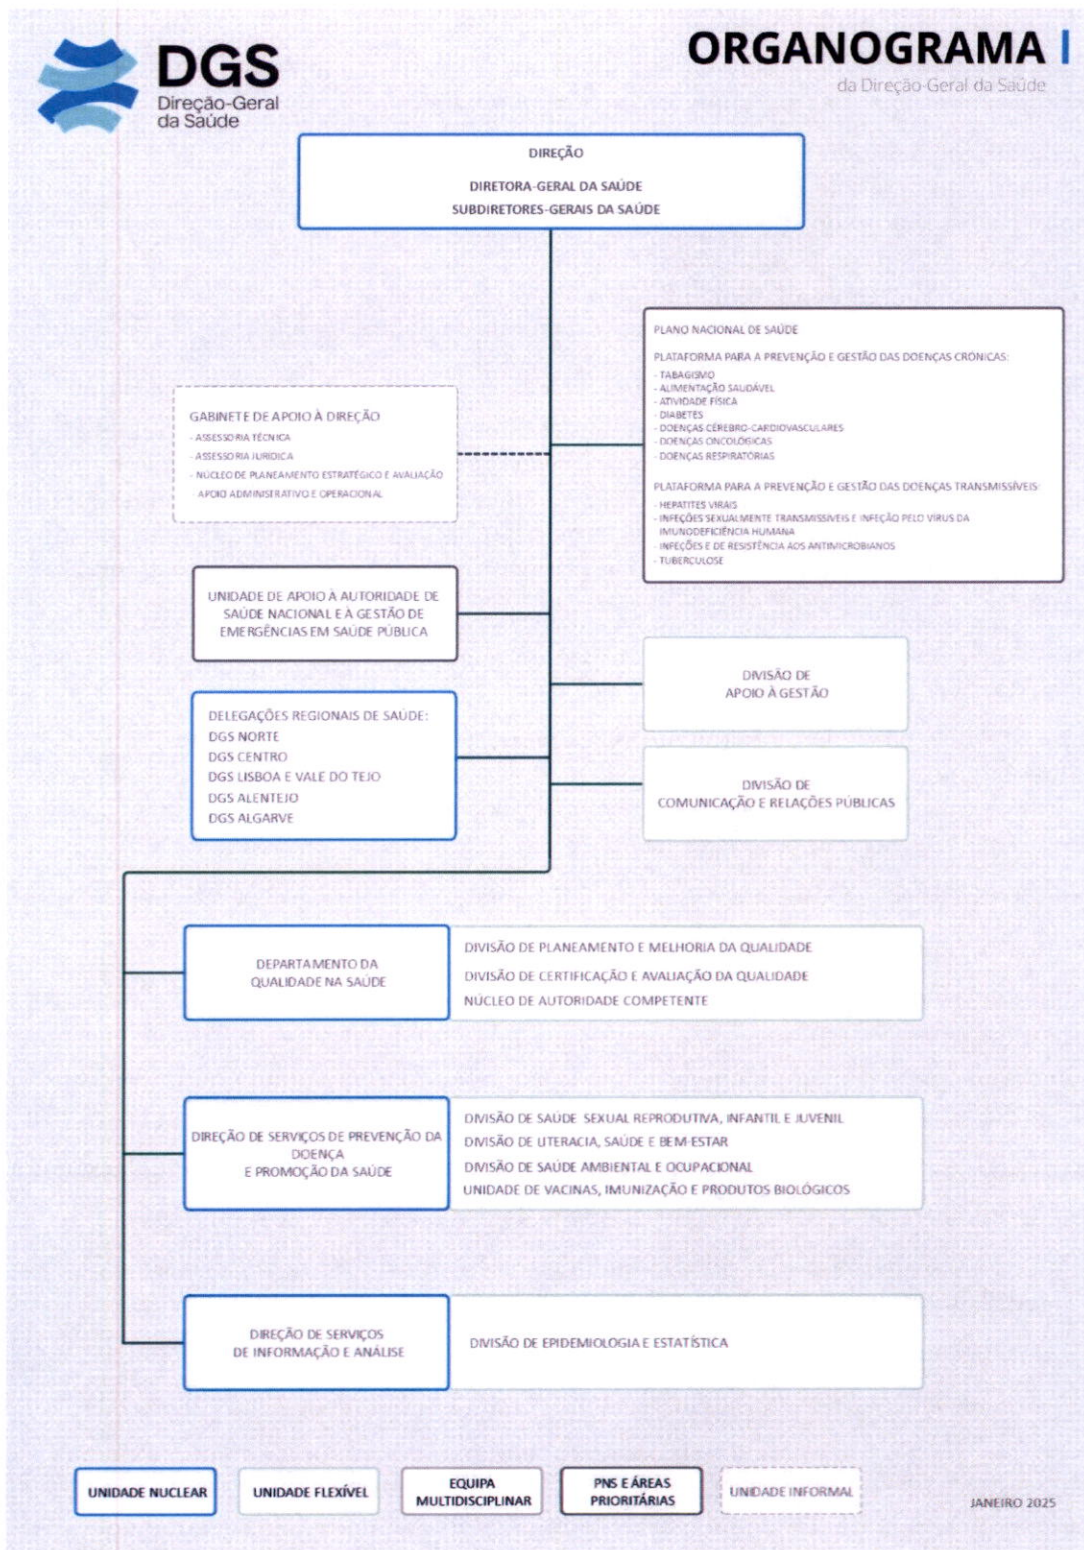 DGS
Direção-Geral
da Saúde
ORGANOGRAMA
da Direção-Geral da Saúde
DIREÇÃO
DIRETORA-GERAL DA SAÚDE
SUBDIRETORES-GERAIS DA SAÚDE
PLANO NACIONAL DE SAÚDE
PLATAFORMA PARA A PREVENÇÃO E GESTÃO DAS DOENÇAS CRÓNICAS:
- TABAGISMO
- ALIMENTAÇÃO SAUDÁVEL
- ATIVIDADE FÍSICA
- DIABETES
- DOENÇAS CÉREBRO-CARDIOVASCULARES
- DOENÇAS ONCOLÓGICAS
- DOENÇAS RESPIRATÓRIAS
PLATAFORMA PARA A PREVENÇÃO E GESTÃO DAS DOENÇAS TRANSMISSÍVEIS:
- HEPATITES VIRAIS
- INFEÇÕES SEXUALMENTE TRANSMISSÍVEIS E INFEÇÃO PELO VÍRUS DA
IMUNODEFICIÊNCIA HUMANA
- INFEÇÕES E DE RESISTÊNCIA AOS ANTIMICROBIANOS
- TUBERCULOSE
GABINETE DE APOIO À DIREÇÃO
- ASSESSORIA TÉCNICA
- ASSESSORIA JURÍDICA
- NÚCLEO DE PLANEAMENTO ESTRATÉGICO E AVALIAÇÃO
APOIO ADMINISTRATIVO E OPERACIONAL
UNIDADE DE APOIO À AUTORIDADE DE
SAÚDE NACIONAL E À GESTÃO DE
EMERGÊNCIAS EM SAÚDE PÚBLICA
DIVISÃO DE
APOIO À GESTÃO
DELEGAÇÕES REGIONAIS DE SAÚDE:
DGS NORTE
DGS CENTRO
DGS LISBOA E VALE DO TEJO
DGS ALENTEJO
DGS ALGARVE
DIVISÃO DE
COMUNICAÇÃO E RELAÇÕES PÚBLICAS
DEPARTAMENTO DA
QUALIDADE NA SAÚDE
DIVISÃO DE PLANEAMENTO E MELHORIA DA QUALIDADE
DIVISÃO DE CERTIFICAÇÃO E AVALIAÇÃO DA QUALIDADE
NÚCLEO DE AUTORIDADE COMPETENTE
DIREÇÃO DE SERVIÇOS DE PREVENÇÃO DA
DOENÇA
E PROMOÇÃO DA SAÚDE
DIVISÃO DE SAÚDE SEXUAL REPRODUTIVA, INFANTIL E JUVENIL
DIVISÃO DE LITERACIA, SAÚDE E BEM-ESTAR
DIVISÃO DE SAÚDE AMBIENTAL E OCUPACIONAL
UNIDADE DE VACINAS, IMUNIZAÇÃO E PRODUTOS BIOLÓGICOS
DIREÇÃO DE SERVIÇOS
DE INFORMAÇÃO E ANÁLISE
DIVISÃO DE EPIDEMIOLOGIA E ESTATÍSTICA
UNIDADE NUCLEAR
UNIDADE FLEXÍVEL
EQUIPA
MULTIDISCIPLINAR
PNS E ÁREAS
PRIORITÁRIAS
UNIDADE INFORMAL
JANEIRO 2025